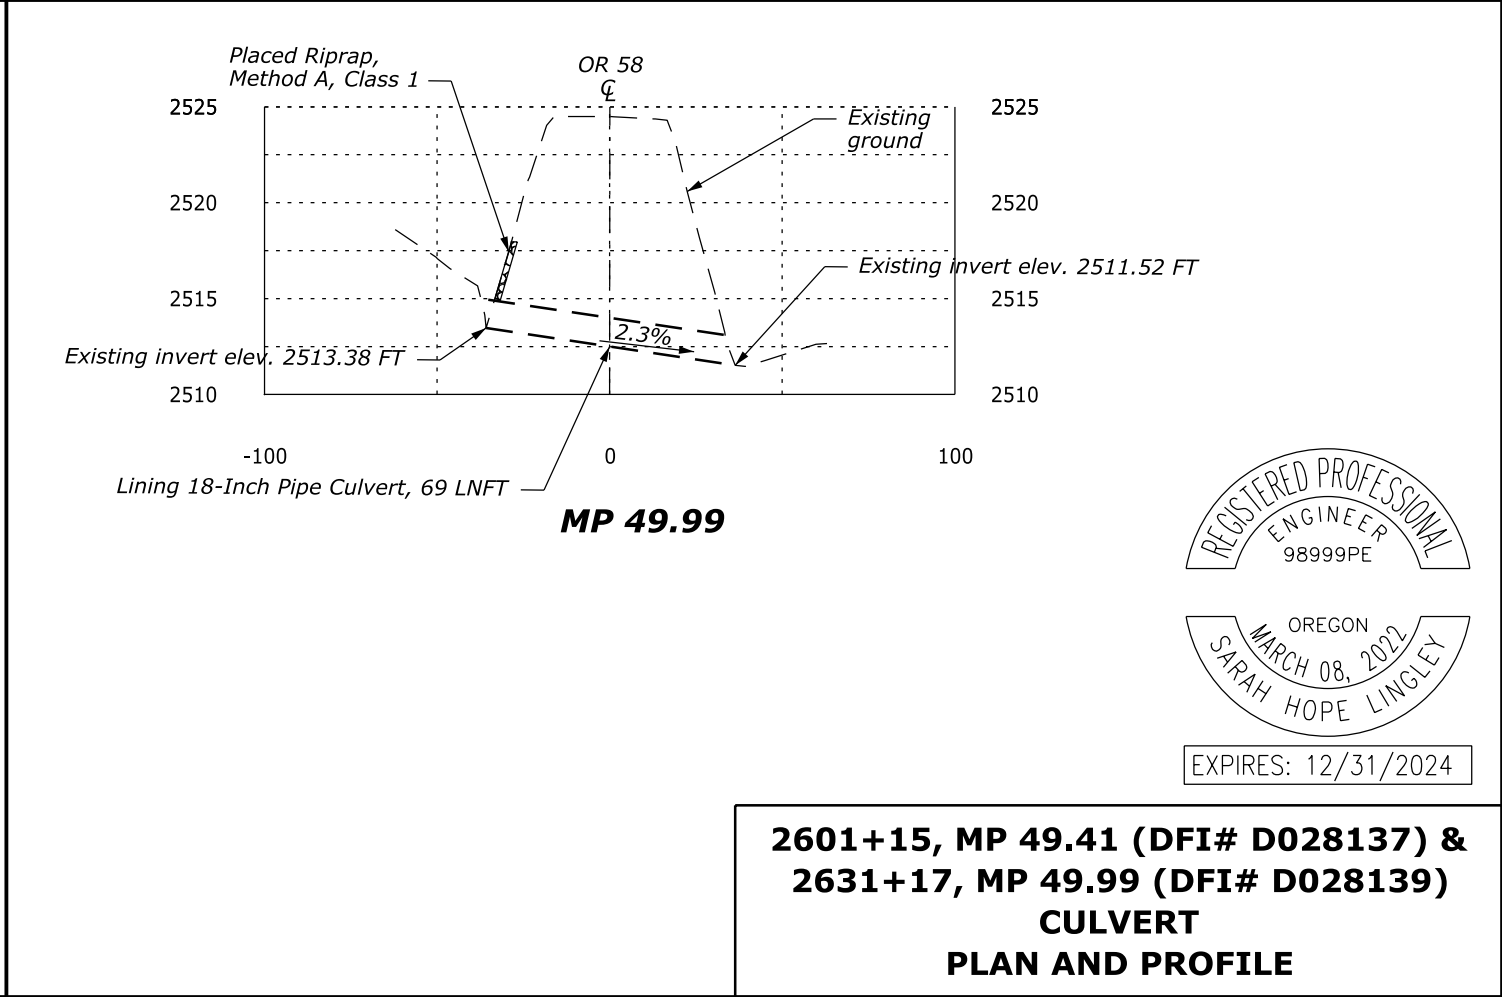 Placed Riprap,
Method A, Class 1
OR 58
℄
2525
2525
Existing
ground
2520
2520
Existing invert elev. 2511.52 FT
2515
2515
2.3%
Existing invert elev. 2513.38 FT
2510
2510
-100
0
100
Lining 18-Inch Pipe Culvert, 69 LNFT
MP 49.99
REGISTERED PROFESSIONAL
ENGINEER
98999PE
OREGON
MARCH 08, 2022
SARAH HOPE LINGLEY
EXPIRES: 12/31/2024
2601+15, MP 49.41 (DFI# D028137) &
2631+17, MP 49.99 (DFI# D028139)
CULVERT
PLAN AND PROFILE